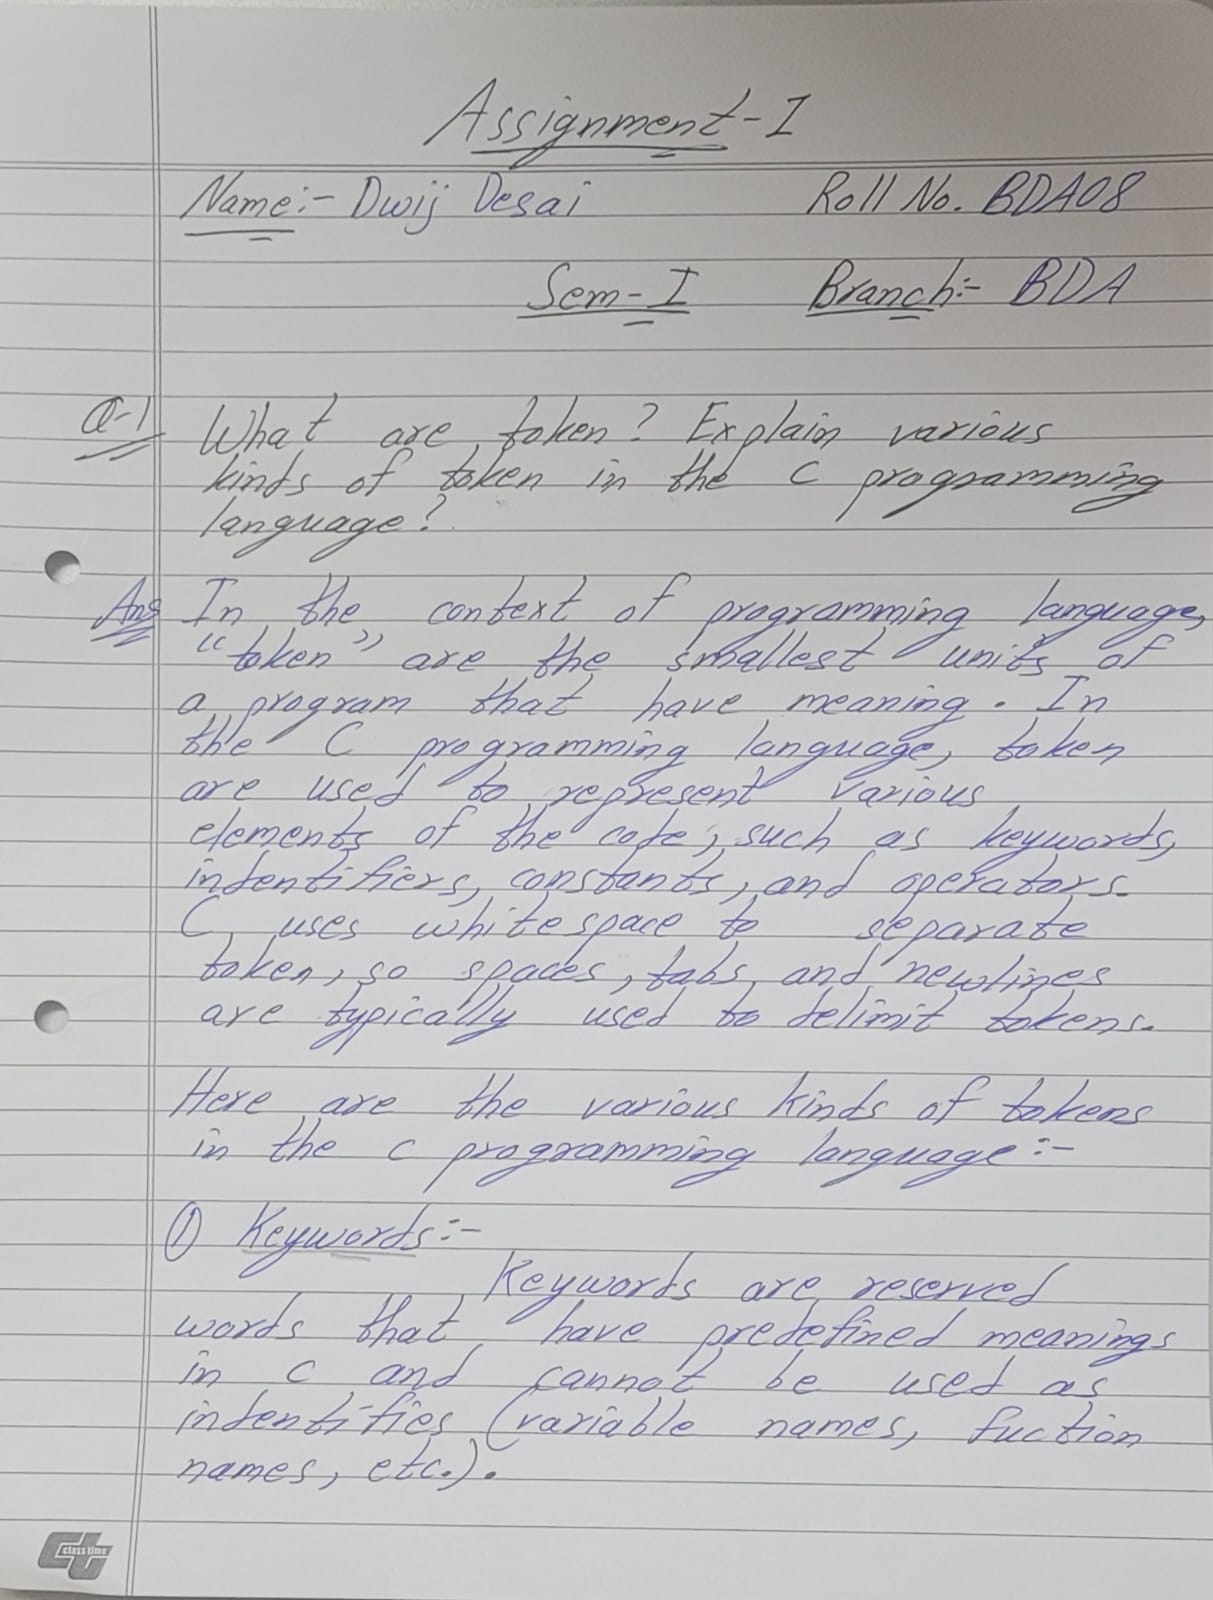 Assignment-I
Name:- Dwij Desai Roll No. BDA08
Sem-I Branch:- BDA
Q-1 What are token? Explain various
kinds of token in the C programming
language?
Ans In the context of programming language,
"token" are the smallest units of
a program that have meaning. In
the C programming language, token
are used to represent various
elements of the code, such as keywords,
indentifiers, constants, and operators.
C uses whitespace to separate
token, so spaces, tabs, and newlines
are typically used to delimit tokens.
Here are the various kinds of tokens
in the c programming language:-
① Keywords:-
Keywords are reserved
words that have predefined meanings
in c and cannot be used as
indentifies (variable names, fuction
names, etc.).
ct
class time